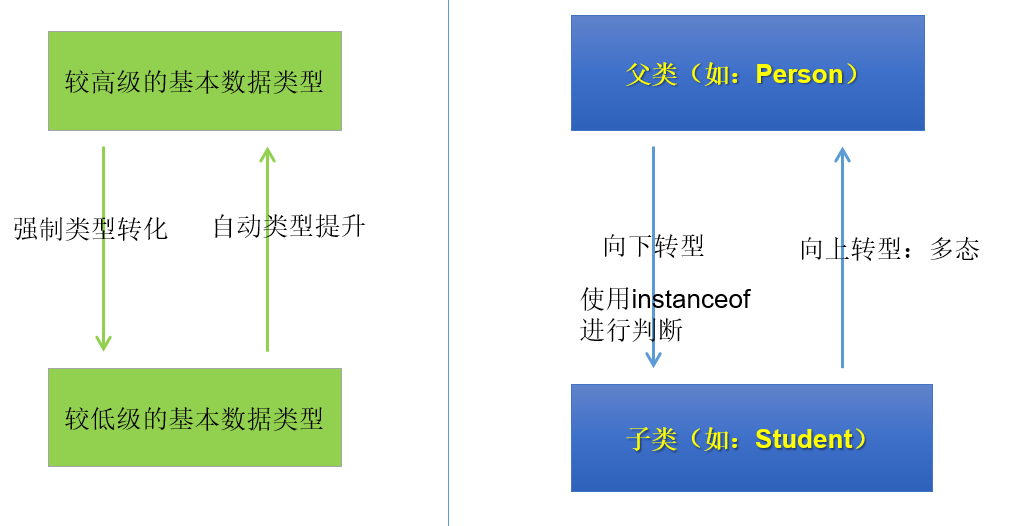 较高级的基本数据类型
强制类型转化
自动类型提升
较低级的基本数据类型
父类（如：Person）
向下转型
使用instanceof
进行判断
向上转型：多态
子类（如：Student）